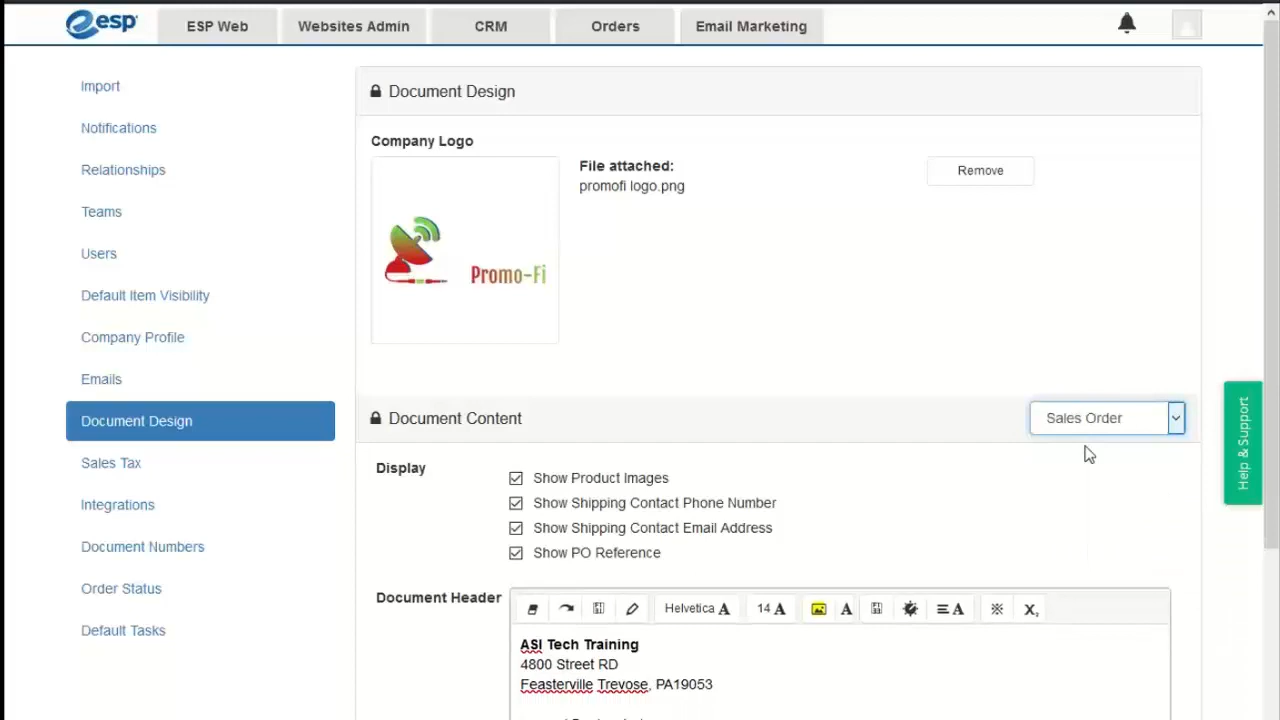 esp ESP Web Websites Admin CRM Orders Email Marketing
Import
Notifications
Relationships
Teams
Users
Default Item Visibility
Company Profile
Emails
Document Design
Sales Tax
Integrations
Document Numbers
Order Status
Default Tasks
Document Design
Company Logo
Promo-Fi
File attached:
promofi logo.png
Remove
Document Content
Sales Order
Display
Show Product Images
Show Shipping Contact Phone Number
Show Shipping Contact Email Address
Show PO Reference
Document Header
Helvetica A 14 A A A X,
ASI Tech Training
4800 Street RD
Feasterville Trevose, PA19053
Help & Support